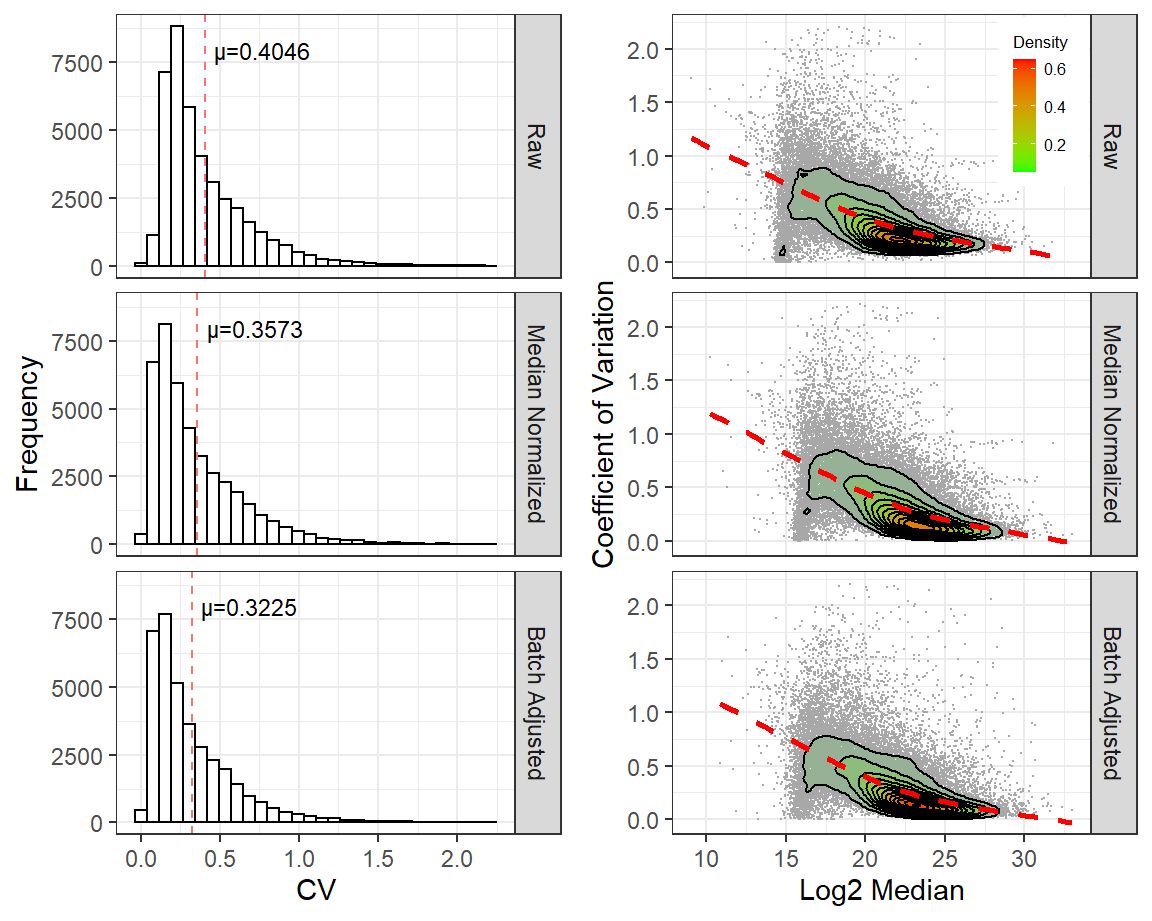 Frequency
7500
5000
2500
0
μ=0.4046
Raw
7500
5000
2500
0
μ=0.3573
Median Normalized
7500
5000
2500
0
μ=0.3225
Batch Adjusted
0.0 0.5 1.0 1.5 2.0
CV
Coefficient of Variation
2.0
1.5
1.0
0.5
0.0
Density
0.6
0.4
0.2
Raw
2.0
1.5
1.0
0.5
0.0
Median Normalized
2.0
1.5
1.0
0.5
0.0
Batch Adjusted
10 15 20 25 30
Log2 Median